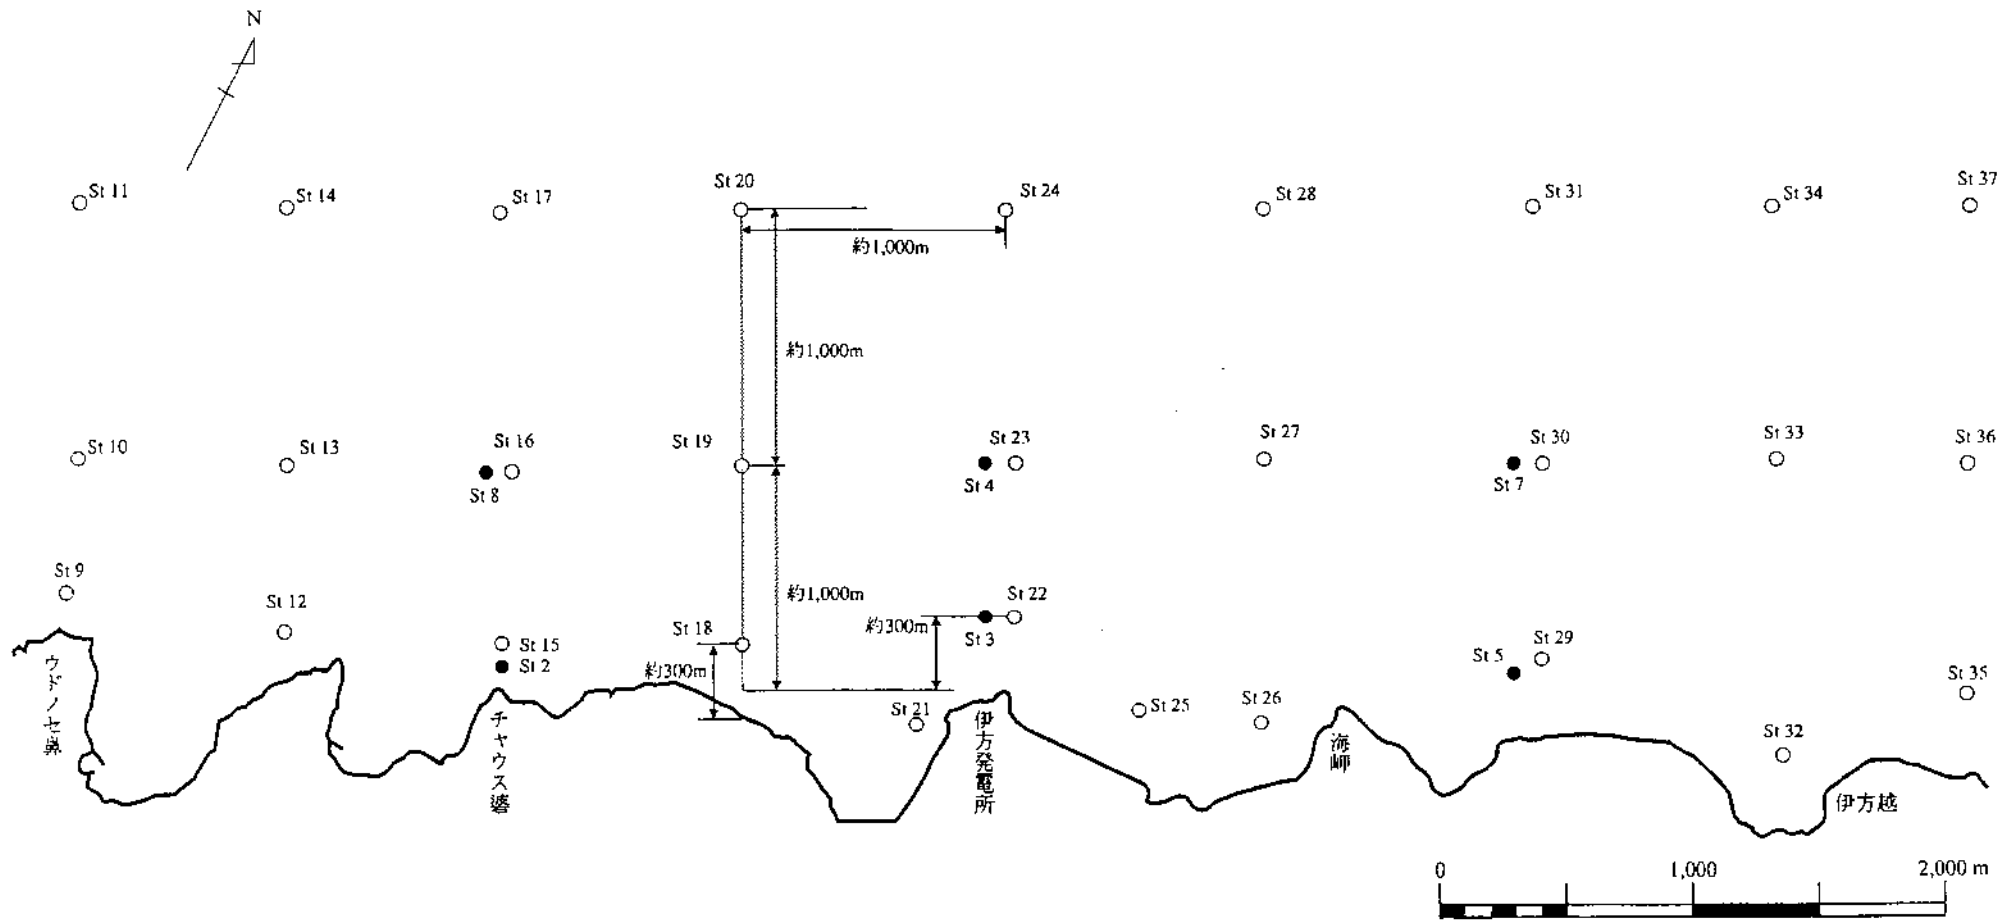 N
St 11
St 14
St 17
St 20
St 24
St 28
St 31
St 34
St 37
約1,000m
約1,000m
St 10
St 13
St 16
St 8
St 19
St 23
St 4
St 27
St 30
St 7
St 33
St 36
St 9
St 12
St 15
St 2
St 18
約1,000m
約300m
St 22
St 3
約300m
St 29
St 5
St 35
St 21
St 25
St 26
St 32
ウドノセ鼻
チャウス碆
伊方発電所
海岬
伊方越
0
1,000
2,000 m